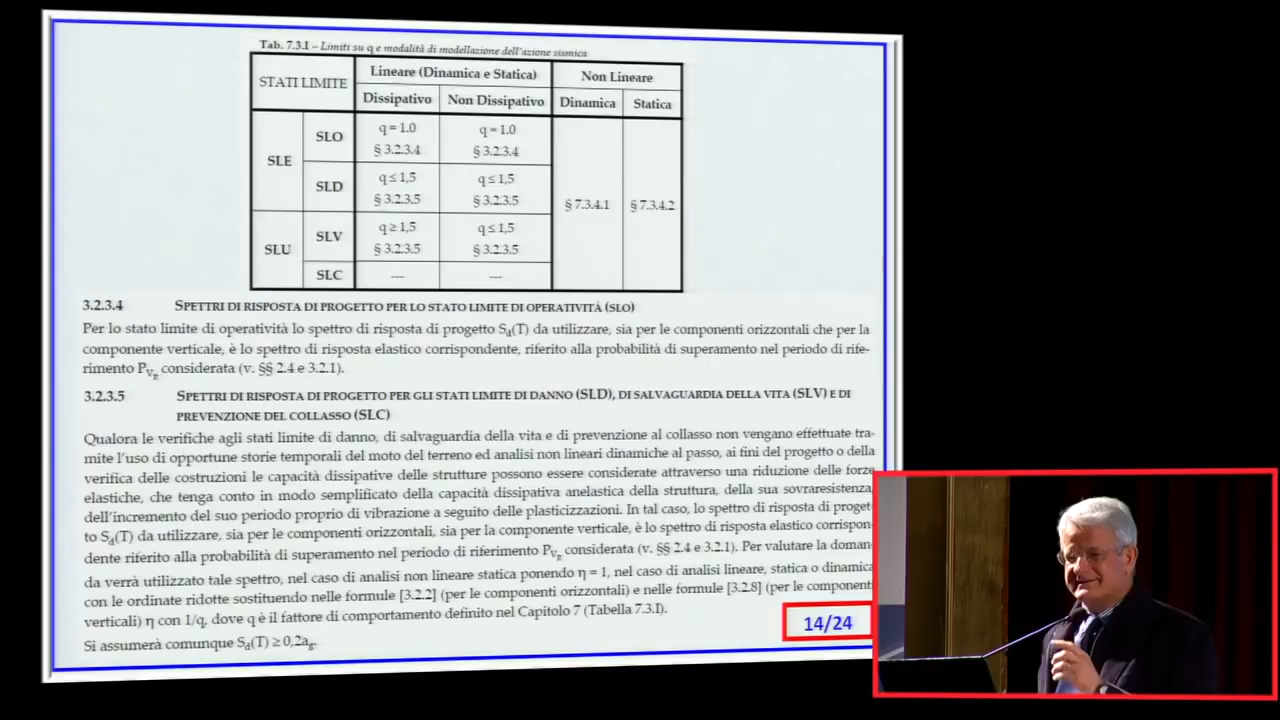 Tab. 7.3.I – Limiti su q e modalità di modellazione dell'azione sismica
STATI LIMITE
Lineare (Dinamica e Statica)
Non Lineare
Dissipativo
Non Dissipativo
Dinamica
Statica
SLE
SLO
q = 1.0
§ 3.2.3.4
q = 1.0
§ 3.2.3.4
SLD
q ≤ 1,5
§ 3.2.3.5
q ≤ 1,5
§ 3.2.3.5
§ 7.3.4.1
§ 7.3.4.2
SLU
SLV
q ≥ 1,5
§ 3.2.3.5
q ≤ 1,5
§ 3.2.3.5
SLC
---
---
3.2.3.4 SPETTRI DI RISPOSTA DI PROGETTO PER LO STATO LIMITE DI OPERATIVITÀ (SLO)
Per lo stato limite di operatività lo spettro di risposta di progetto Sd(T) da utilizzare, sia per le componenti orizzontali che per la
componente verticale, è lo spettro di risposta elastico corrispondente, riferito alla probabilità di superamento nel periodo di rife-
rimento PVR considerata (v. §§ 2.4 e 3.2.1).
3.2.3.5 SPETTRI DI RISPOSTA DI PROGETTO PER GLI STATI LIMITE DI DANNO (SLD), DI SALVAGUARDIA DELLA VITA (SLV) E DI
PREVENZIONE DEL COLLASSO (SLC)
Qualora le verifiche agli stati limite di danno, di salvaguardia della vita e di prevenzione al collasso non vengano effettuate tra-
mite l'uso di opportune storie temporali del moto del terreno ed analisi non lineari dinamiche al passo, ai fini del progetto o della
verifica delle costruzioni le capacità dissipative delle strutture possono essere considerate attraverso una riduzione delle forze
elastiche, che tenga conto in modo semplificato della capacità dissipativa anelastica della struttura, della sua sovraresistenza,
dell'incremento del suo periodo proprio di vibrazione a seguito delle plasticizzazioni. In tal caso, lo spettro di risposta di proget-
to Sd(T) da utilizzare, sia per le componenti orizzontali, sia per la componente verticale, è lo spettro di risposta elastico corrispon-
dente riferito alla probabilità di superamento nel periodo di riferimento PVR considerata (v. §§ 2.4 e 3.2.1). Per valutare la doman-
da verrà utilizzato tale spettro, nel caso di analisi non lineare statica ponendo η = 1, nel caso di analisi lineare, statica o dinamica
con le ordinate ridotte sostituendo nelle formule [3.2.2] (per le componenti orizzontali) e nelle formule [3.2.8] (per le componenti
verticali) η con 1/q, dove q è il fattore di comportamento definito nel Capitolo 7 (Tabella 7.3.I).
Si assumerà comunque Sd(T) ≥ 0,2ag.
14/24